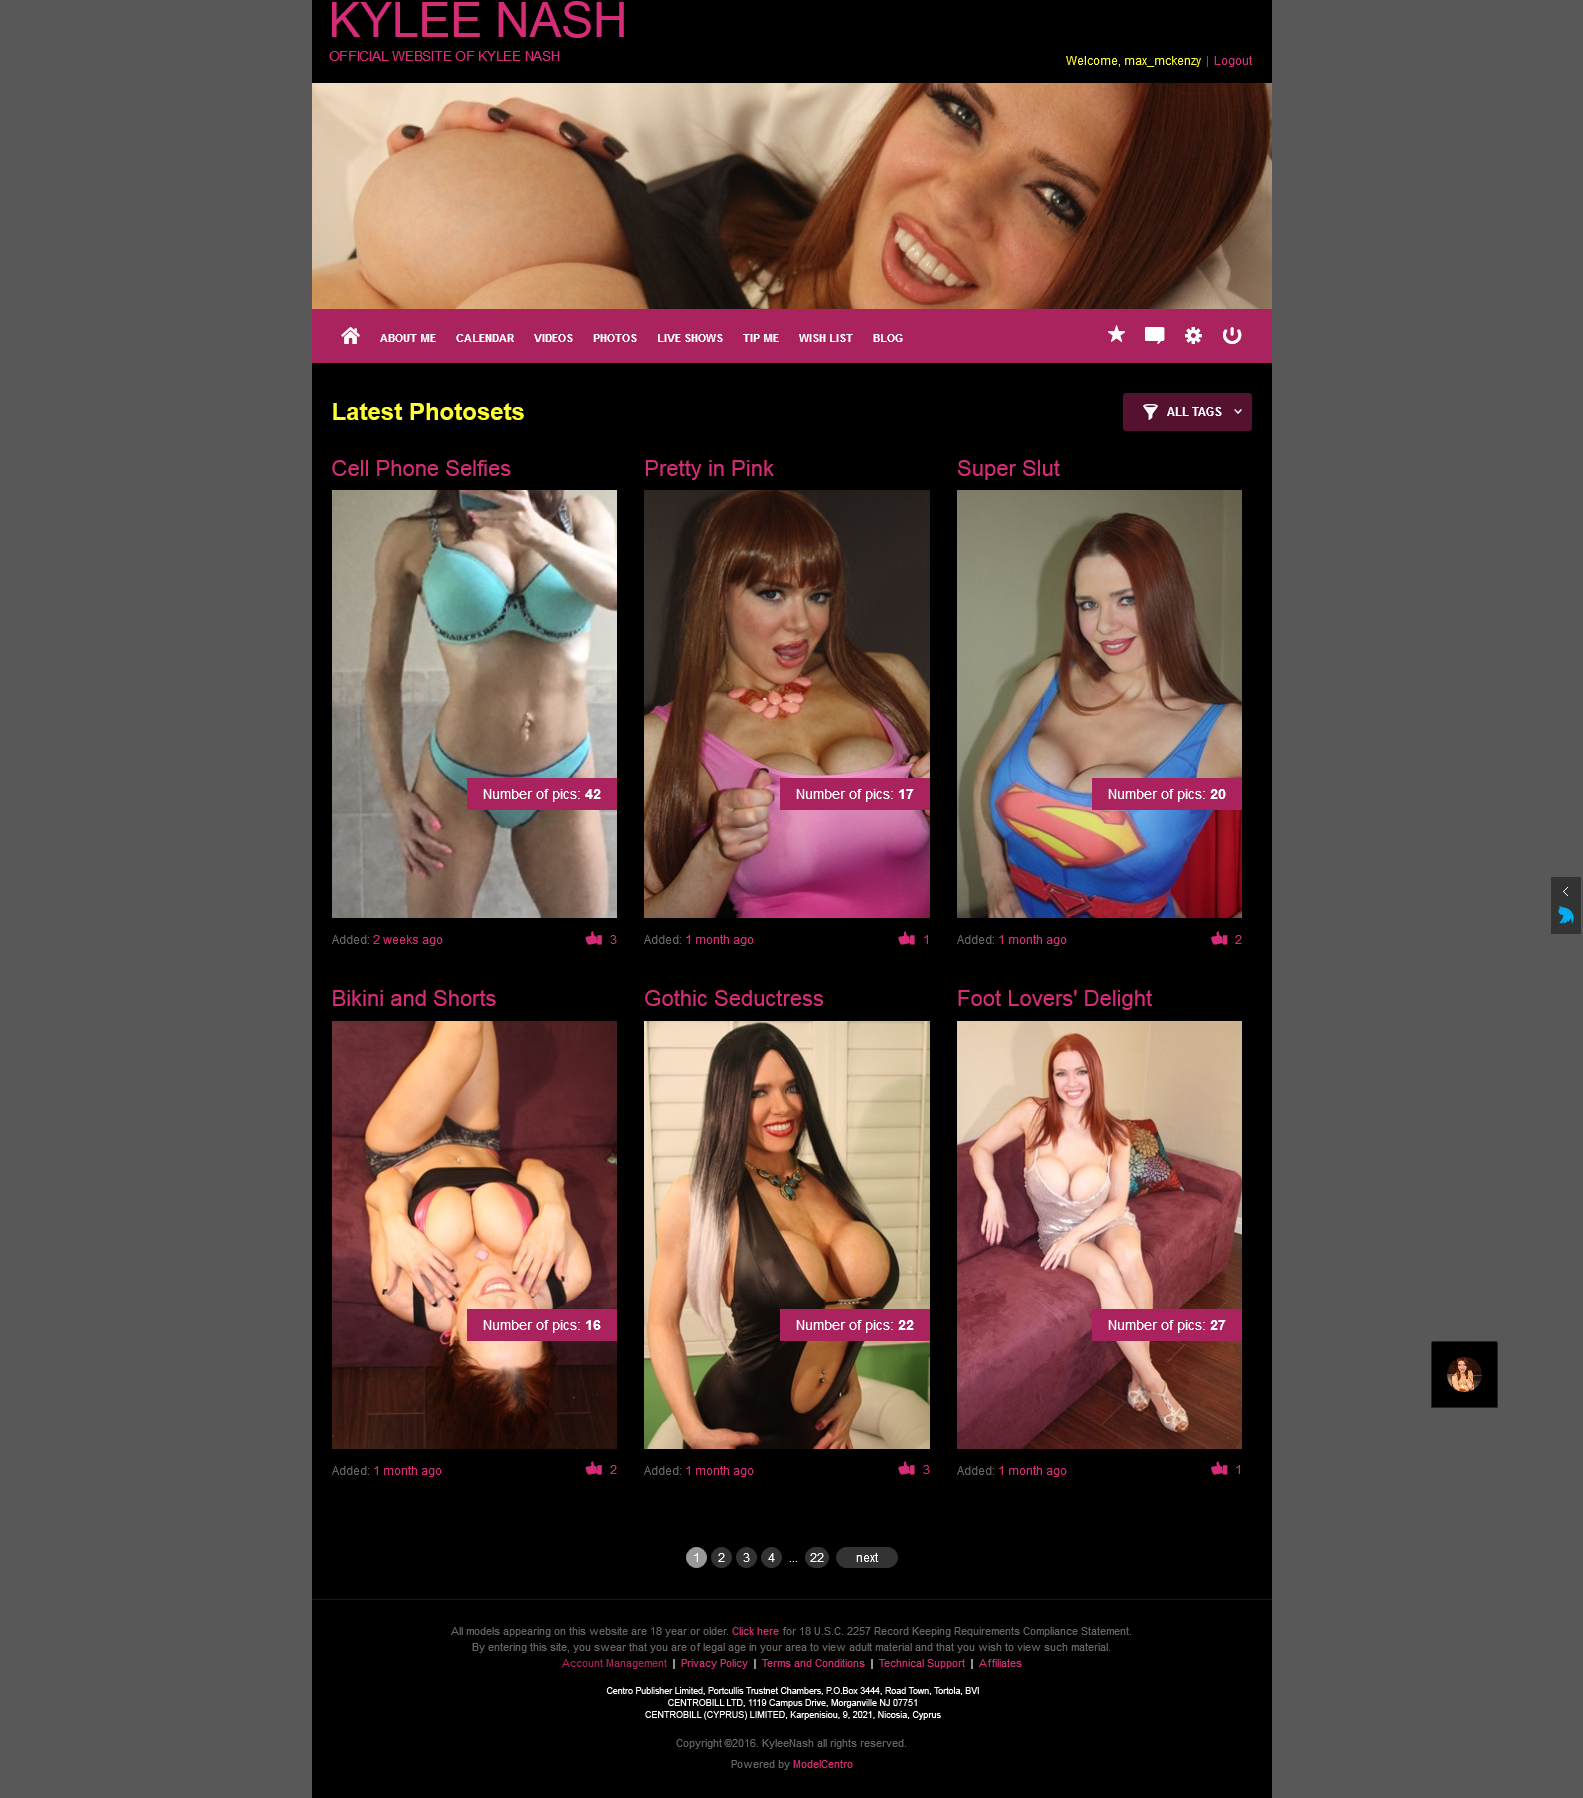 KYLEE NASH
OFFICIAL WEBSITE OF KYLEE NASH
Welcome, max_mckenzy | Logout
ABOUT ME CALENDAR VIDEOS PHOTOS LIVE SHOWS TIP ME WISH LIST BLOG
Latest Photosets
ALL TAGS
Cell Phone Selfies Pretty in Pink Super Slut
Number of pics: 42 Number of pics: 17 Number of pics: 20
Added: 2 weeks ago 3 Added: 1 month ago 1 Added: 1 month ago 2
Bikini and Shorts Gothic Seductress Foot Lovers' Delight
Number of pics: 16 Number of pics: 22 Number of pics: 27
Added: 1 month ago 2 Added: 1 month ago 3 Added: 1 month ago 1
1 2 3 4 ... 22 next
All models appearing on this website are 18 year or older. Click here for 18 U.S.C. 2257 Record Keeping Requirements Compliance Statement.
By entering this site, you swear that you are of legal age in your area to view adult material and that you wish to view such material.
Account Management | Privacy Policy | Terms and Conditions | Technical Support | Affiliates
Centro Publisher Limited, Portcullis Trustnet Chambers, P.O.Box 3444, Road Town, Tortola, BVI
CENTROBILL LTD, 1119 Campus Drive, Morganville NJ 07751
CENTROBILL (CYPRUS) LIMITED, Karpenisiou, 9, 2021, Nicosia, Cyprus
Copyright ©2016. KyleeNash all rights reserved.
Powered by ModelCentro